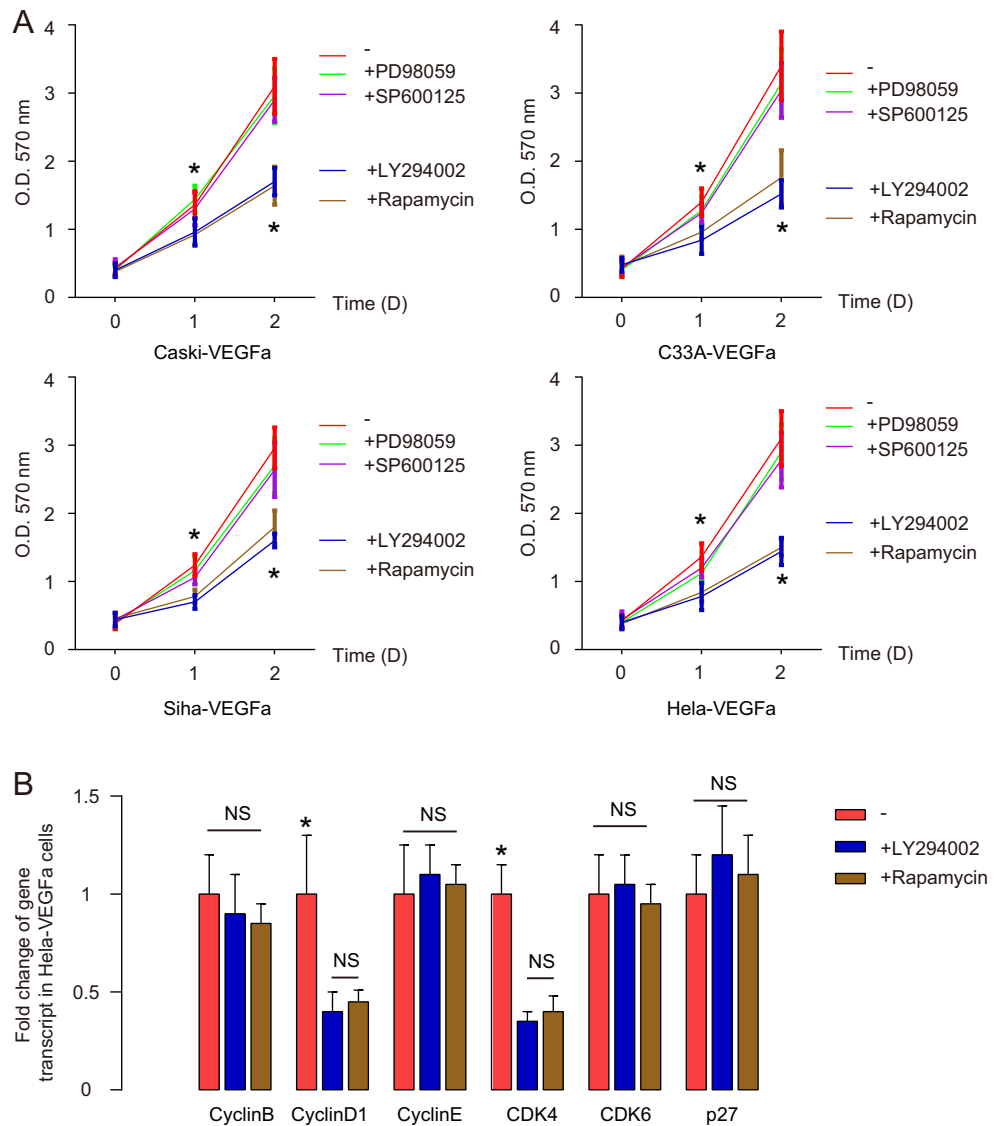 A
4
3
2
1
0
O.D. 570 nm
0
1
2
Time (D)
Caski-VEGFa
-
+PD98059
+SP600125
+LY294002
+Rapamycin
*
*
4
3
2
1
0
O.D. 570 nm
0
1
2
Time (D)
C33A-VEGFa
-
+PD98059
+SP600125
+LY294002
+Rapamycin
*
*
4
3
2
1
0
O.D. 570 nm
0
1
2
Time (D)
Siha-VEGFa
-
+PD98059
+SP600125
+LY294002
+Rapamycin
*
*
4
3
2
1
0
O.D. 570 nm
0
1
2
Time (D)
Hela-VEGFa
-
+PD98059
+SP600125
+LY294002
+Rapamycin
*
*
B
Fold change of gene
transcript in Hela-VEGFa cells
1.5
1
0.5
0
NS
*
NS
NS
*
NS
NS
NS
CyclinB
CyclinD1
CyclinE
CDK4
CDK6
p27
-
+LY294002
+Rapamycin